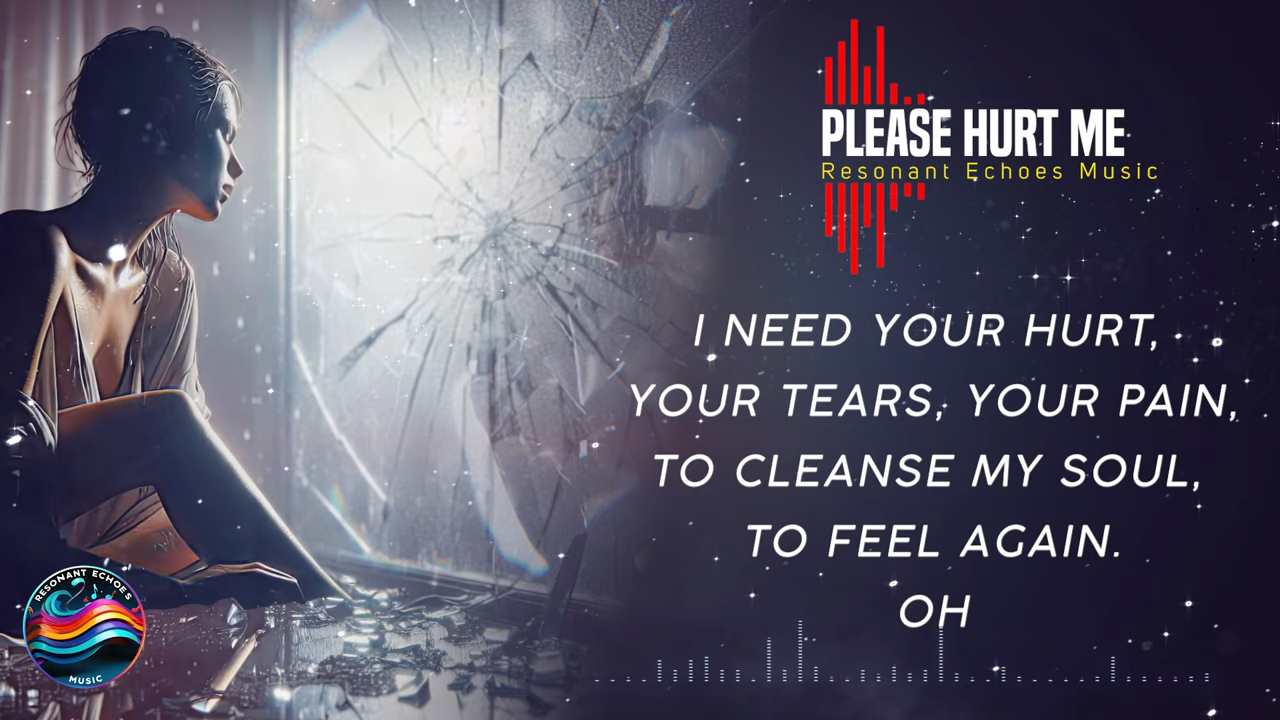 PLEASE HURT ME
Resonant Echoes Music
I NEED YOUR HURT,
YOUR TEARS, YOUR PAIN,
TO CLEANSE MY SOUL,
TO FEEL AGAIN.
OH
RESONANT ECHOES
MUSIC